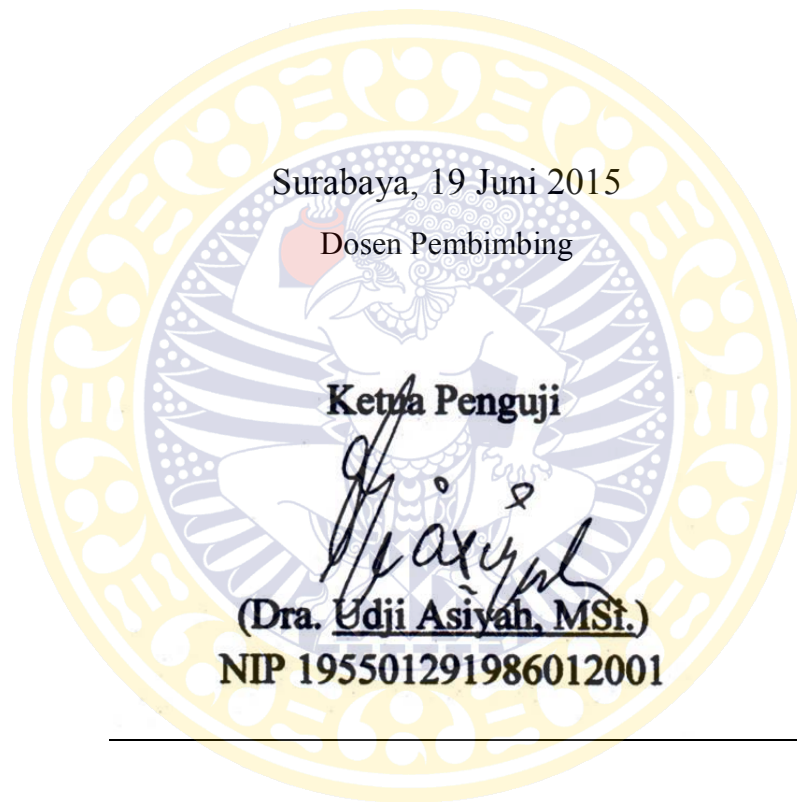 Surabaya, 19 Juni 2015
Dosen Pembimbing
Ketua Penguji
(Dra. Udji Asiyah, MSi.)
NIP 195501291986012001